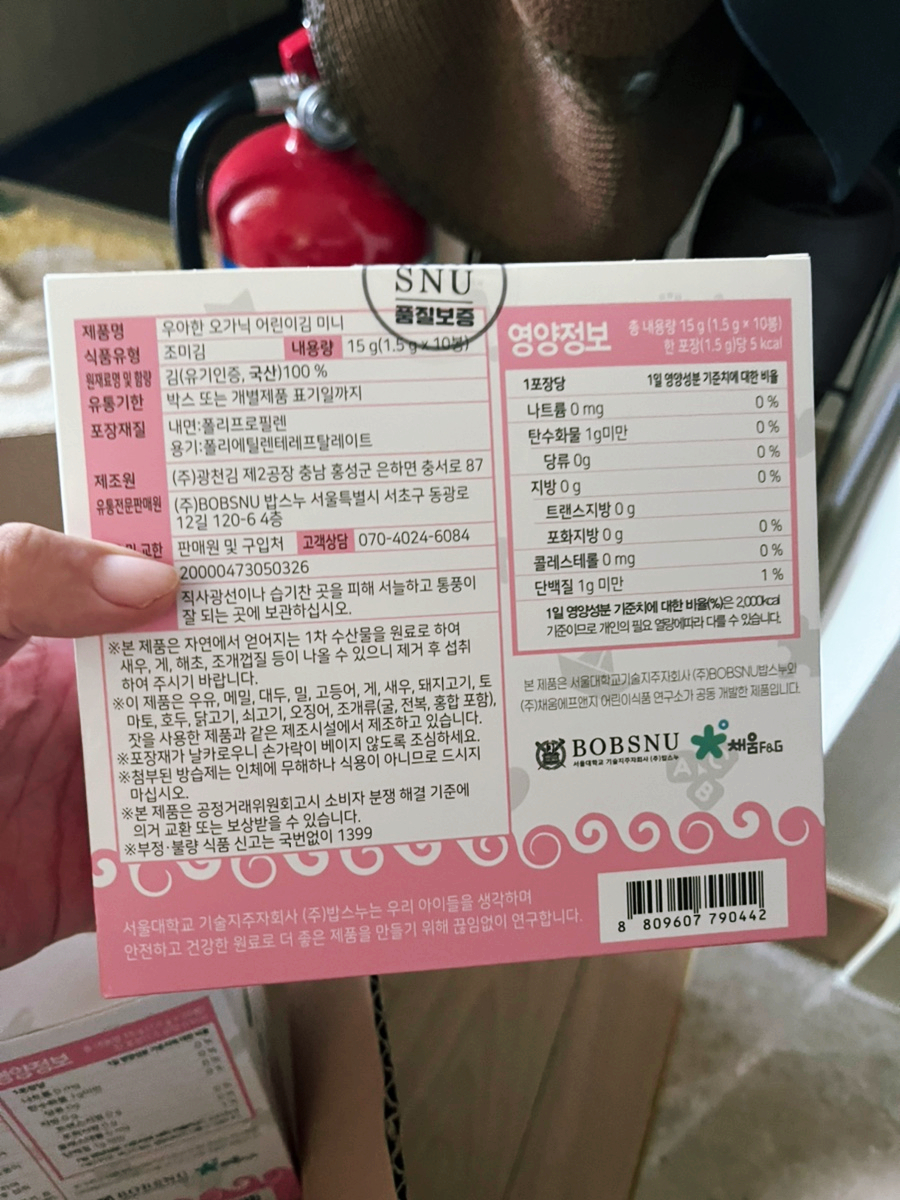 SNU
품질보증
제품명 우아한 오가닉 어린이김 미니
식품유형 조미김 내용량 15 g(1.5 g × 10봉)
원재료명 및 함량 김(유기인증, 국산)100 %
유통기한 박스 또는 개별제품 표기일까지
포장재질 내면:폴리프로필렌
용기:폴리에틸렌테레프탈레이트
제조원 (주)광천김 제2공장 충남 홍성군 은하면 충서로 87
유통전문판매원 (주)BOBSNU 밥스누 서울특별시 서초구 동광로
12길 120-6 4층
및 교환 판매원 및 구입처 고객상담 070-4024-6084
20000473050326
직사광선이나 습기찬 곳을 피해 서늘하고 통풍이
잘 되는 곳에 보관하십시오.
※본 제품은 자연에서 얻어지는 1차 수산물을 원료로 하여
새우, 게, 해초, 조개껍질 등이 나올 수 있으니 제거 후 섭취
하여 주시기 바랍니다.
※이 제품은 우유, 메밀, 대두, 밀, 고등어, 게, 새우, 돼지고기, 토
마토, 호두, 닭고기, 쇠고기, 오징어, 조개류(굴, 전복, 홍합 포함),
잣을 사용한 제품과 같은 제조시설에서 제조하고 있습니다.
※포장재가 날카로우니 손가락이 베이지 않도록 조심하세요.
※첨부된 방습제는 인체에 무해하나 식용이 아니므로 드시지
마십시오.
※본 제품은 공정거래위원회고시 소비자 분쟁 해결 기준에
의거 교환 또는 보상받을 수 있습니다.
※부정·불량 식품 신고는 국번없이 1399
영양정보 총 내용량 15 g (1.5 g × 10봉)
한 포장(1.5 g)당 5 kcal
1포장당 1일 영양성분 기준치에 대한 비율
나트륨 0 mg 0 %
탄수화물 1g미만 0 %
당류 0g 0 %
지방 0 g 0 %
트랜스지방 0 g
포화지방 0 g 0 %
콜레스테롤 0 mg 0 %
단백질 1g 미만 1 %
1일 영양성분 기준치에 대한 비율(%)은 2,000kcal
기준이므로 개인의 필요 열량에따라 다를 수 있습니다.
본 제품은 서울대학교기술지주자회사 (주)BOBSNU밥스누와
(주)채움에프앤지 어린이식품 연구소가 공동 개발한 제품입니다.
BOBSNU 채움F&G
서울대학교 기술지주자회사 (주)밥스누
서울대학교 기술지주자회사 (주)밥스누는 우리 아이들을 생각하며
안전하고 건강한 원료로 더 좋은 제품을 만들기 위해 끊임없이 연구합니다.
8 809607 790442
영양정보